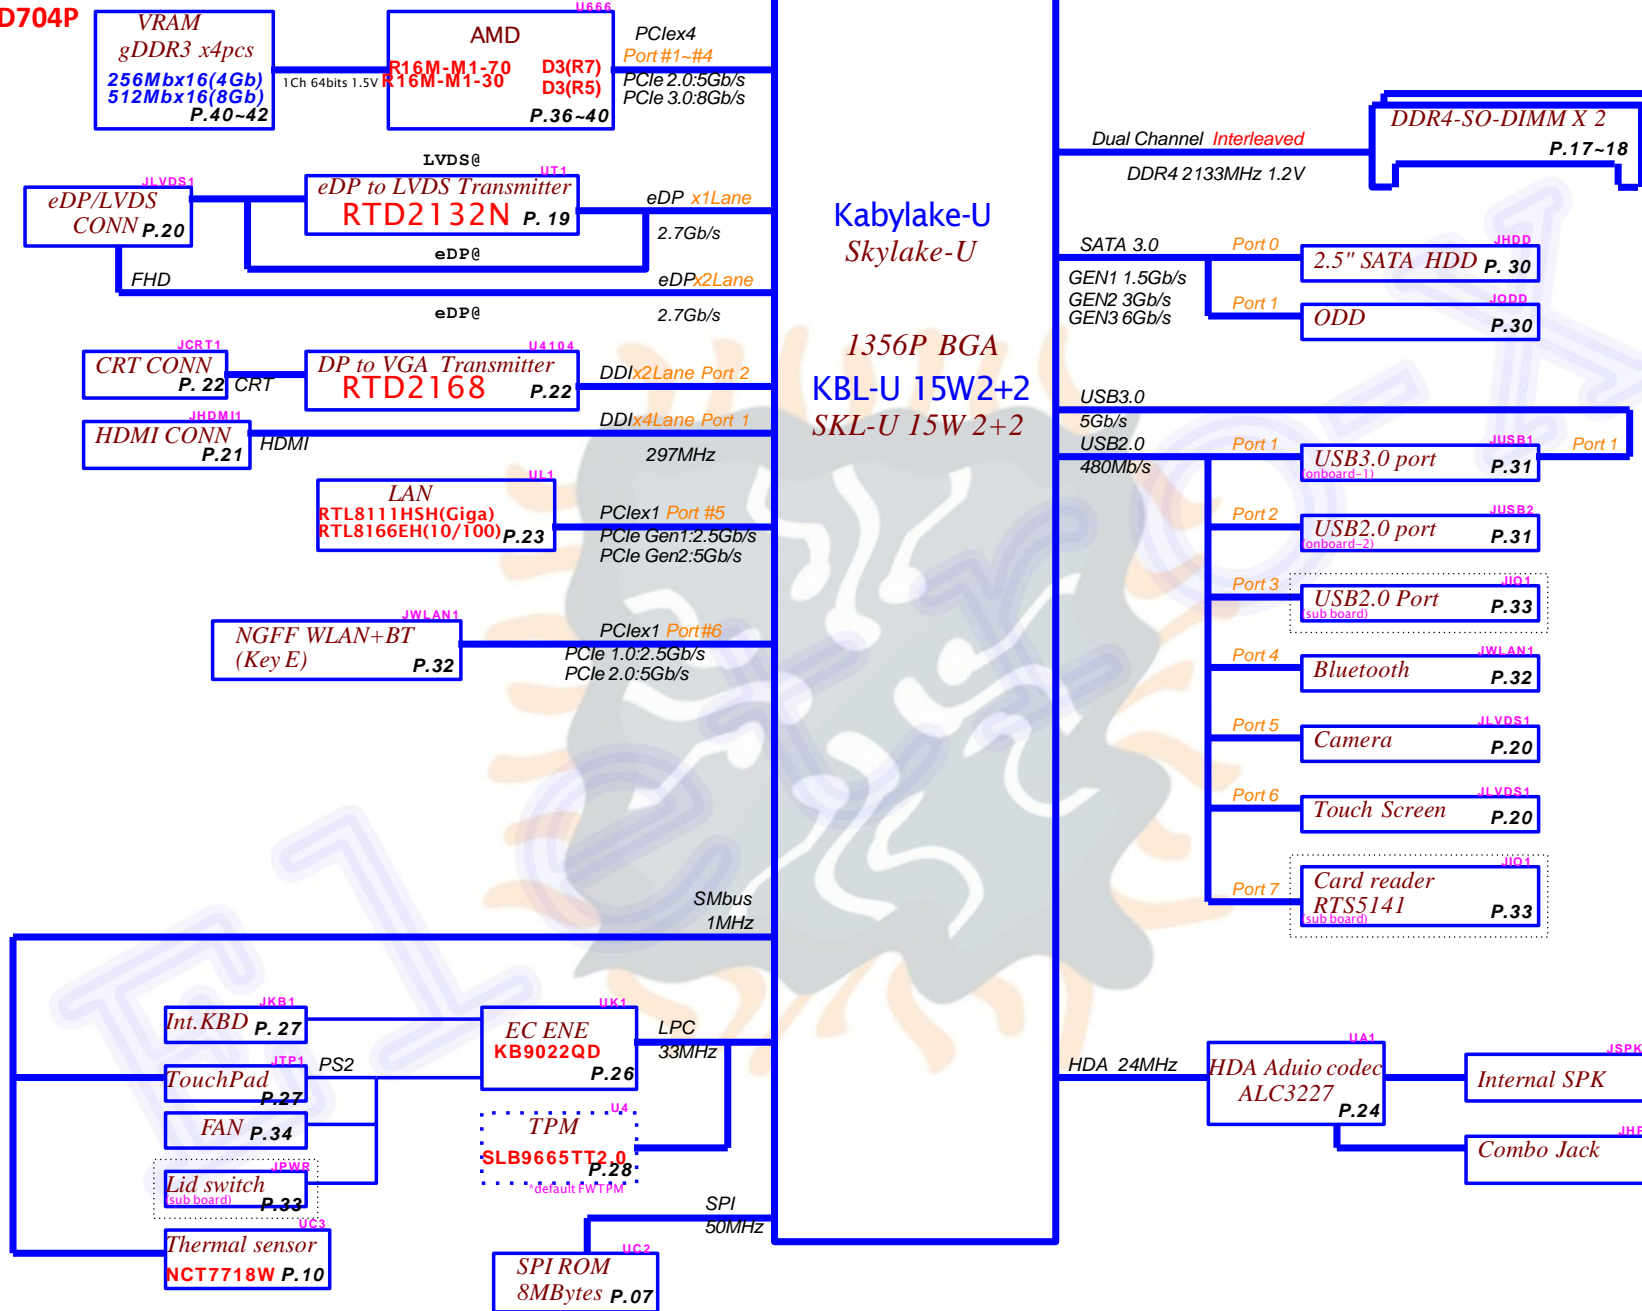 D704P
VRAM
gDDR3 x4pcs
256Mbx16(4Gb)
512Mbx16(8Gb)
P.40~42
1Ch 64bits 1.5V
U666
AMD
R16M-M1-70 D3(R7)
R16M-M1-30 D3(R5)
P.36~40
PCIex4
Port #1~#4
PCIe 2.0:5Gb/s
PCIe 3.0:8Gb/s
LVDS@
JLVDS1
eDP/LVDS
CONN P.20
UT1
eDP to LVDS Transmitter
RTD2132N P. 19
eDP x1Lane
2.7Gb/s
eDP@
FHD
eDPx2Lane
eDP@
2.7Gb/s
JCRT1
CRT CONN
P. 22
CRT
U4104
DP to VGA Transmitter
RTD2168 P.22
DDIx2Lane Port 2
JHDMI1
HDMI CONN
P.21
HDMI
DDIx4Lane Port 1
297MHz
UL1
LAN
RTL8111HSH(Giga)
RTL8166EH(10/100) P.23
PCIex1 Port #5
PCIe Gen1:2.5Gb/s
PCIe Gen2:5Gb/s
JWLAN1
NGFF WLAN+BT
(Key E) P.32
PCIex1 Port#6
PCIe 1.0:2.5Gb/s
PCIe 2.0:5Gb/s
SMbus
1MHz
JKB1
Int.KBD P. 27
JTP1
TouchPad
P.27
PS2
FAN P.34
JPWR
Lid switch
(sub board) P.33
UC3
Thermal sensor
NCT7718W P.10
UK1
EC ENE
KB9022QD
P.26
LPC
33MHz
U4
TPM
SLB9665TT2.0
P.28
*default FWTPM
SPI
50MHz
UC2
SPI ROM
8MBytes P.07
Kabylake-U
Skylake-U
1356P BGA
KBL-U 15W2+2
SKL-U 15W 2+2
Dual Channel Interleaved
DDR4 2133MHz 1.2V
DDR4-SO-DIMM X 2
P.17~18
SATA 3.0
GEN1 1.5Gb/s
GEN2 3Gb/s
GEN3 6Gb/s
Port 0
JHDD
2.5" SATA HDD P. 30
Port 1
JODD
ODD P.30
USB3.0
5Gb/s
USB2.0
480Mb/s
Port 1
JUSB1
USB3.0 port
(onboard-1) P.31
Port 1
Port 2
JUSB2
USB2.0 port
(onboard-2) P.31
Port 3
JIO1
USB2.0 Port
(sub board) P.33
Port 4
JWLAN1
Bluetooth P.32
Port 5
JLVDS1
Camera P.20
Port 6
JLVDS1
Touch Screen P.20
Port 7
JIO1
Card reader
RTS5141
(sub board) P.33
HDA 24MHz
UA1
HDA Aduio codec
ALC3227
P.24
JSPK
Internal SPK
JHP
Combo Jack